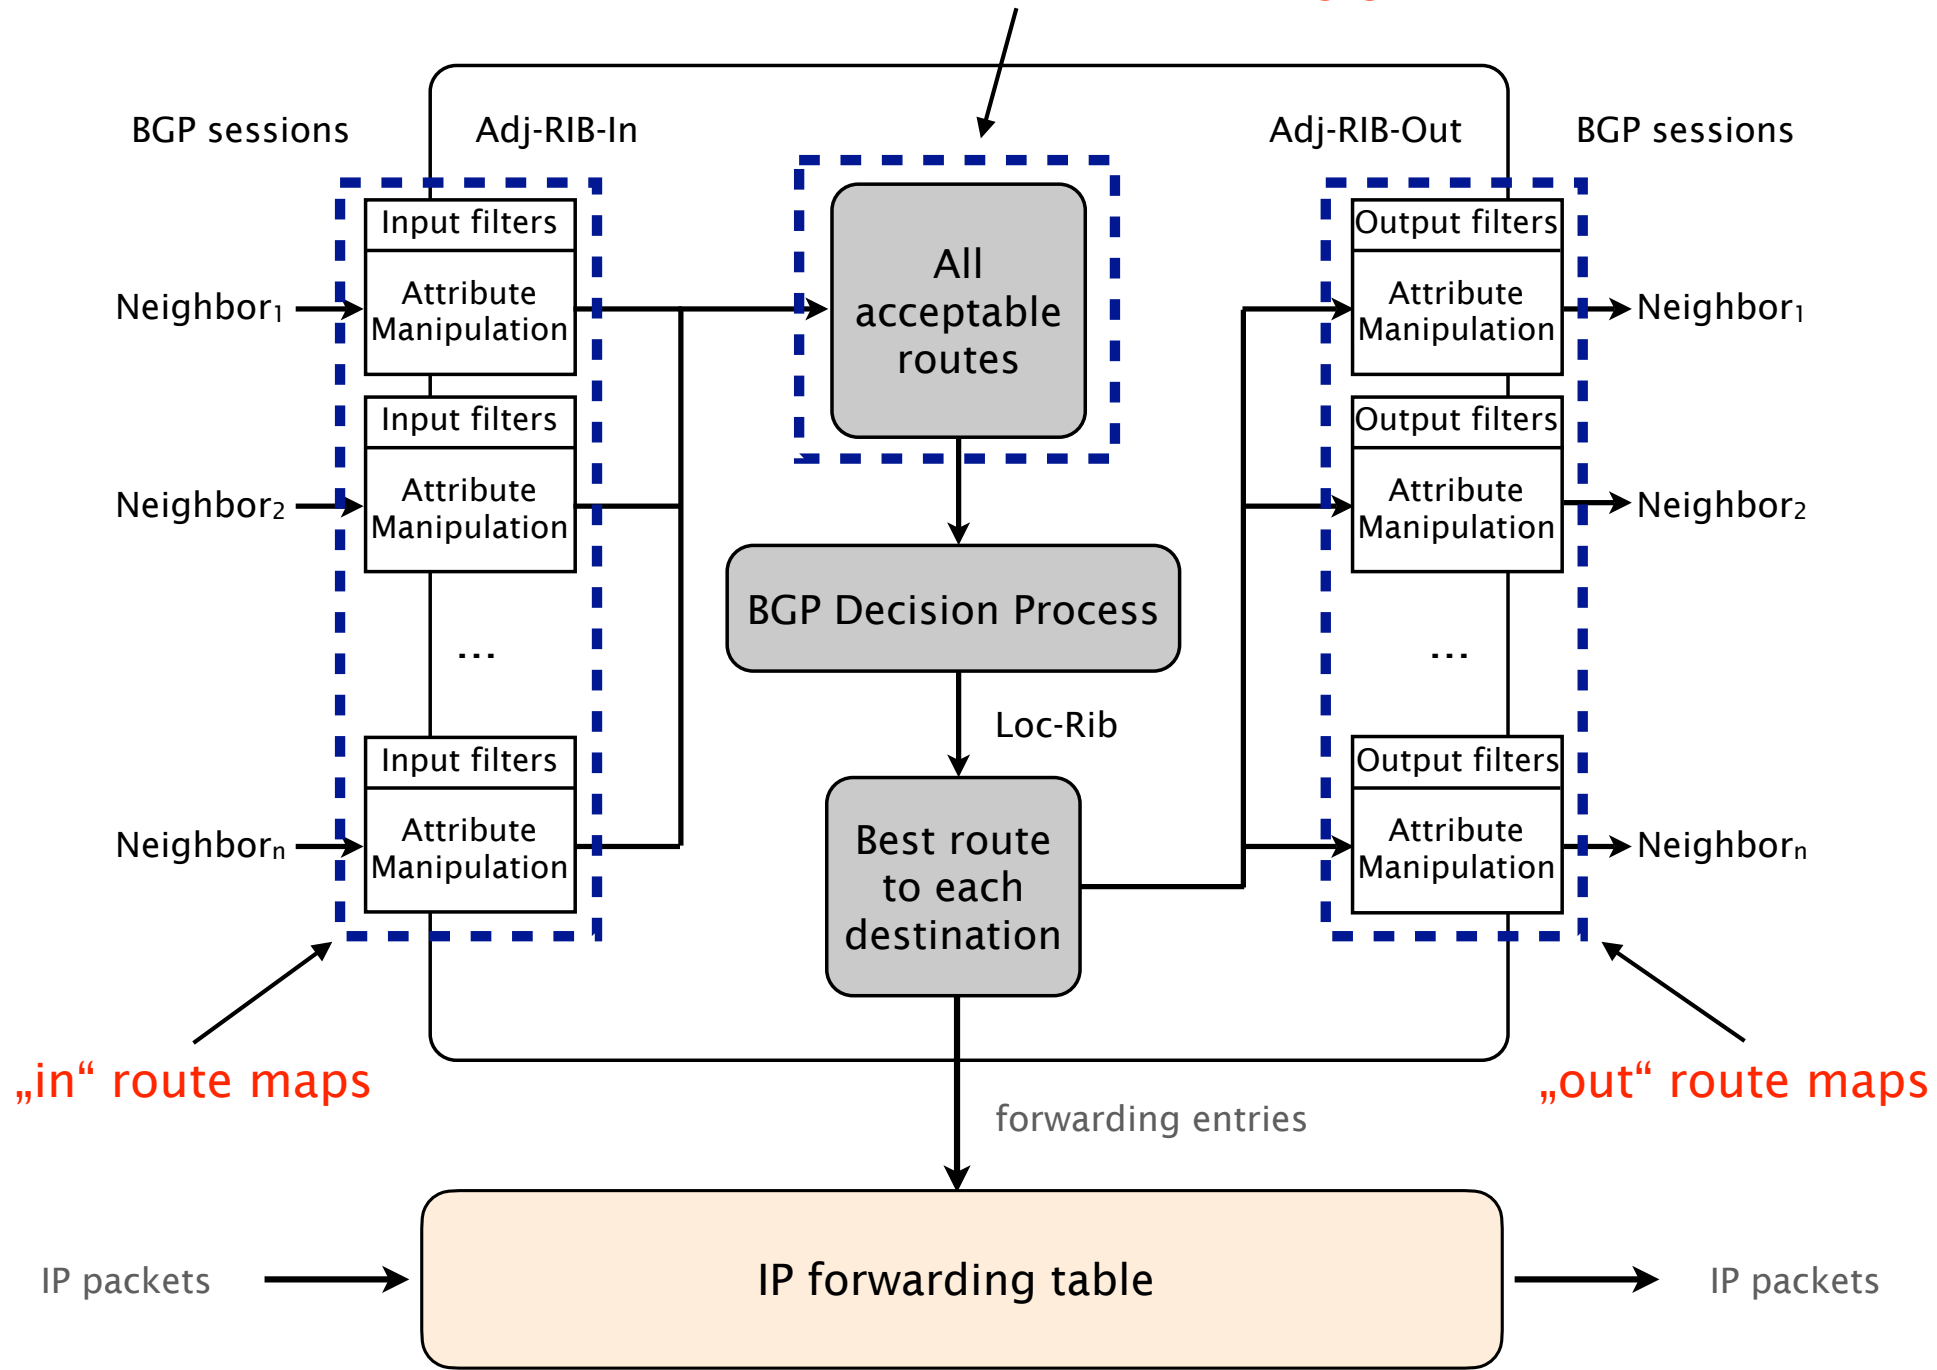 BGP sessions
Adj-RIB-In
Adj-RIB-Out
BGP sessions
Input filters
Attribute
Manipulation
Neighbor₁
Input filters
Attribute
Manipulation
Neighbor₂
...
Input filters
Attribute
Manipulation
Neighborₙ
All
acceptable
routes
BGP Decision Process
Loc-Rib
Best route
to each
destination
Output filters
Attribute
Manipulation
Neighbor₁
Output filters
Attribute
Manipulation
Neighbor₂
...
Output filters
Attribute
Manipulation
Neighborₙ
„in“ route maps
„out“ route maps
forwarding entries
IP packets
IP forwarding table
IP packets